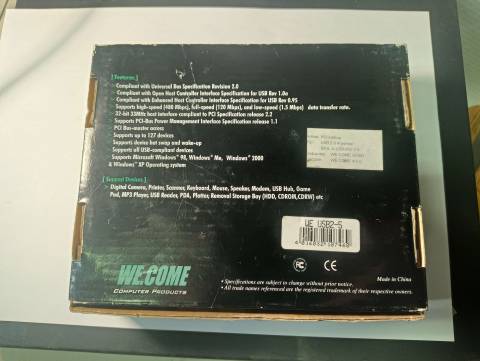 [ Features ]
· Compliant with Universal Bus Specification Revision 2.0
· Compliant with Open Host Controller Interface Specification for USB Rev 1.0a
· Compliant with Enhanced Host Controller Interface Specification for USB Rev 0.95
· Supports high-speed (480 Mbps), full-speed (120 Mbps), and low-speed (1.5 Mbps) data transfer rate.
· 32-bit 33MHz host interface compliant to PCI Specification release 2.2
· Supports PCI-Bus Power Management Interface Specification release 1.1
· PCI Bus-master access
· Supports up to 127 devices
· Supports device hot swap and wake-up
· Supports all USB-compliant devices
· Supports Microsoft Windows® 98, Windows® Me, Windows® 2000
& Windows® XP Operating system
[ Support Devices ]
· Digital Camera, Printer, Scanner, Keyboard, Mouse, Speaker, Modem, USB Hub, Game
Pad, MP3 Player, USB Reader, PDA, Plotter, Removal Storage Bay (HDD, CDROM, CDRW) etc
WE USB2-5
WE.COME
COMPUTER PRODUCTS
FC
CE
Made in China
• Specifications are subject to change without prior notice.
• All trade names referenced are the registered trademark of their respective owners.